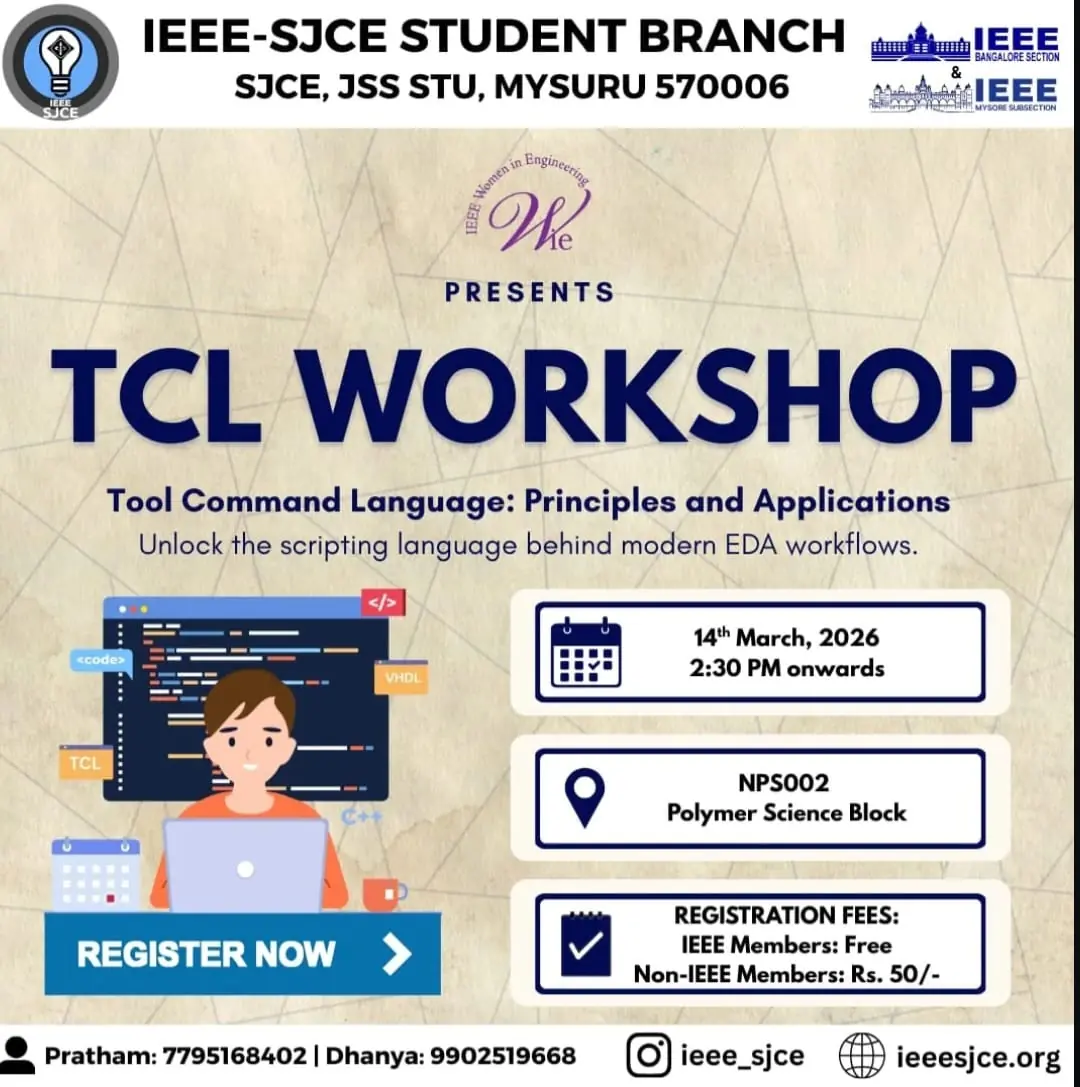 IEEE-SJCE STUDENT BRANCH
SJCE, JSS STU, MYSURU 570006
IEEE
SJCE
IEEE
BANGALORE SECTION
&
IEEE
MYSORE SUBSECTION
IEEE Women in Engineering
Wie
PRESENTS
TCL WORKSHOP
Tool Command Language: Principles and Applications
Unlock the scripting language behind modern EDA workflows.
</>
<code>
VHDL
TCL
C++
REGISTER NOW
14th March, 2026
2:30 PM onwards
NPS002
Polymer Science Block
REGISTRATION FEES:
IEEE Members: Free
Non-IEEE Members: Rs. 50/-
Pratham: 7795168402 | Dhanya: 9902519668
ieee_sjce
ieeesjce.org